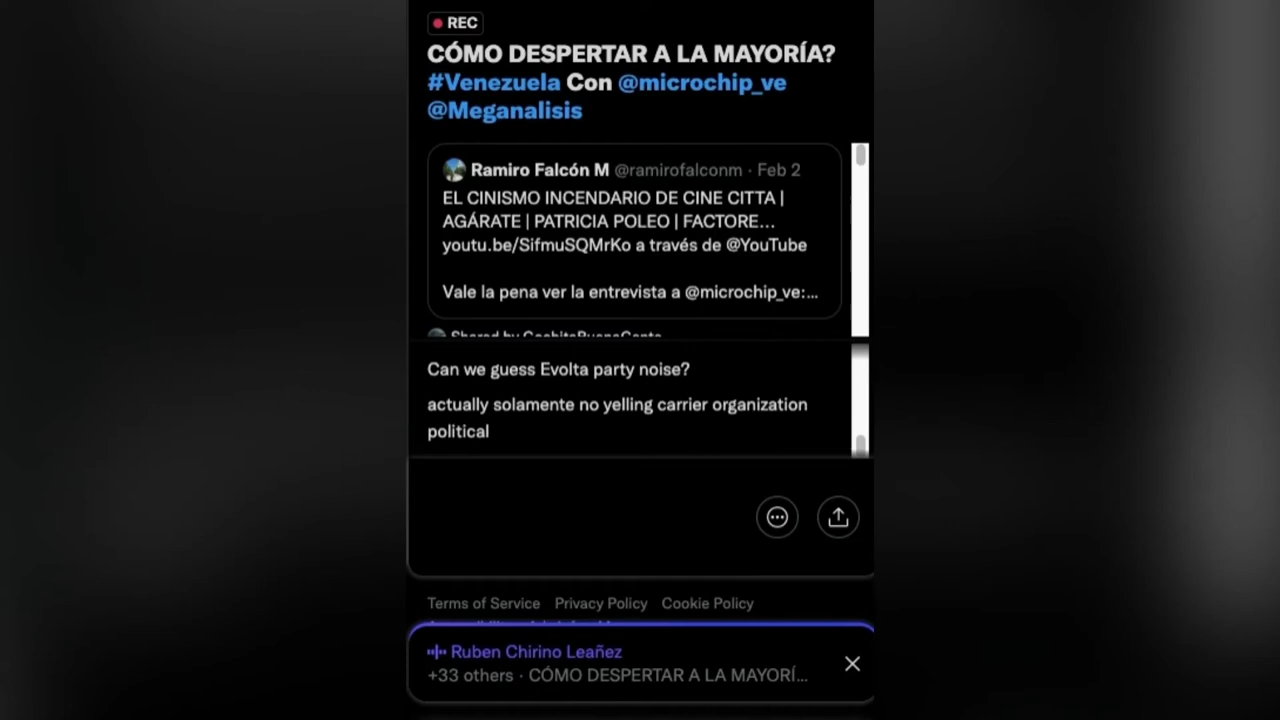 REC
CÓMO DESPERTAR A LA MAYORÍA?
#Venezuela Con @microchip_ve
@Meganalisis
Ramiro Falcón M @ramirofalconm · Feb 2
EL CINISMO INCENDARIO DE CINE CITTA |
AGÁRATE | PATRICIA POLEO | FACTORE...
youtu.be/SifmuSQMrKo a través de @YouTube
Vale la pena ver la entrevista a @microchip_ve:...
Shared by
Can we guess Evolta party noise?
actually solamente no yelling carrier organization
political
Terms of Service Privacy Policy Cookie Policy
Ruben Chirino Leañez
+33 others · CÓMO DESPERTAR A LA MAYORÍ...